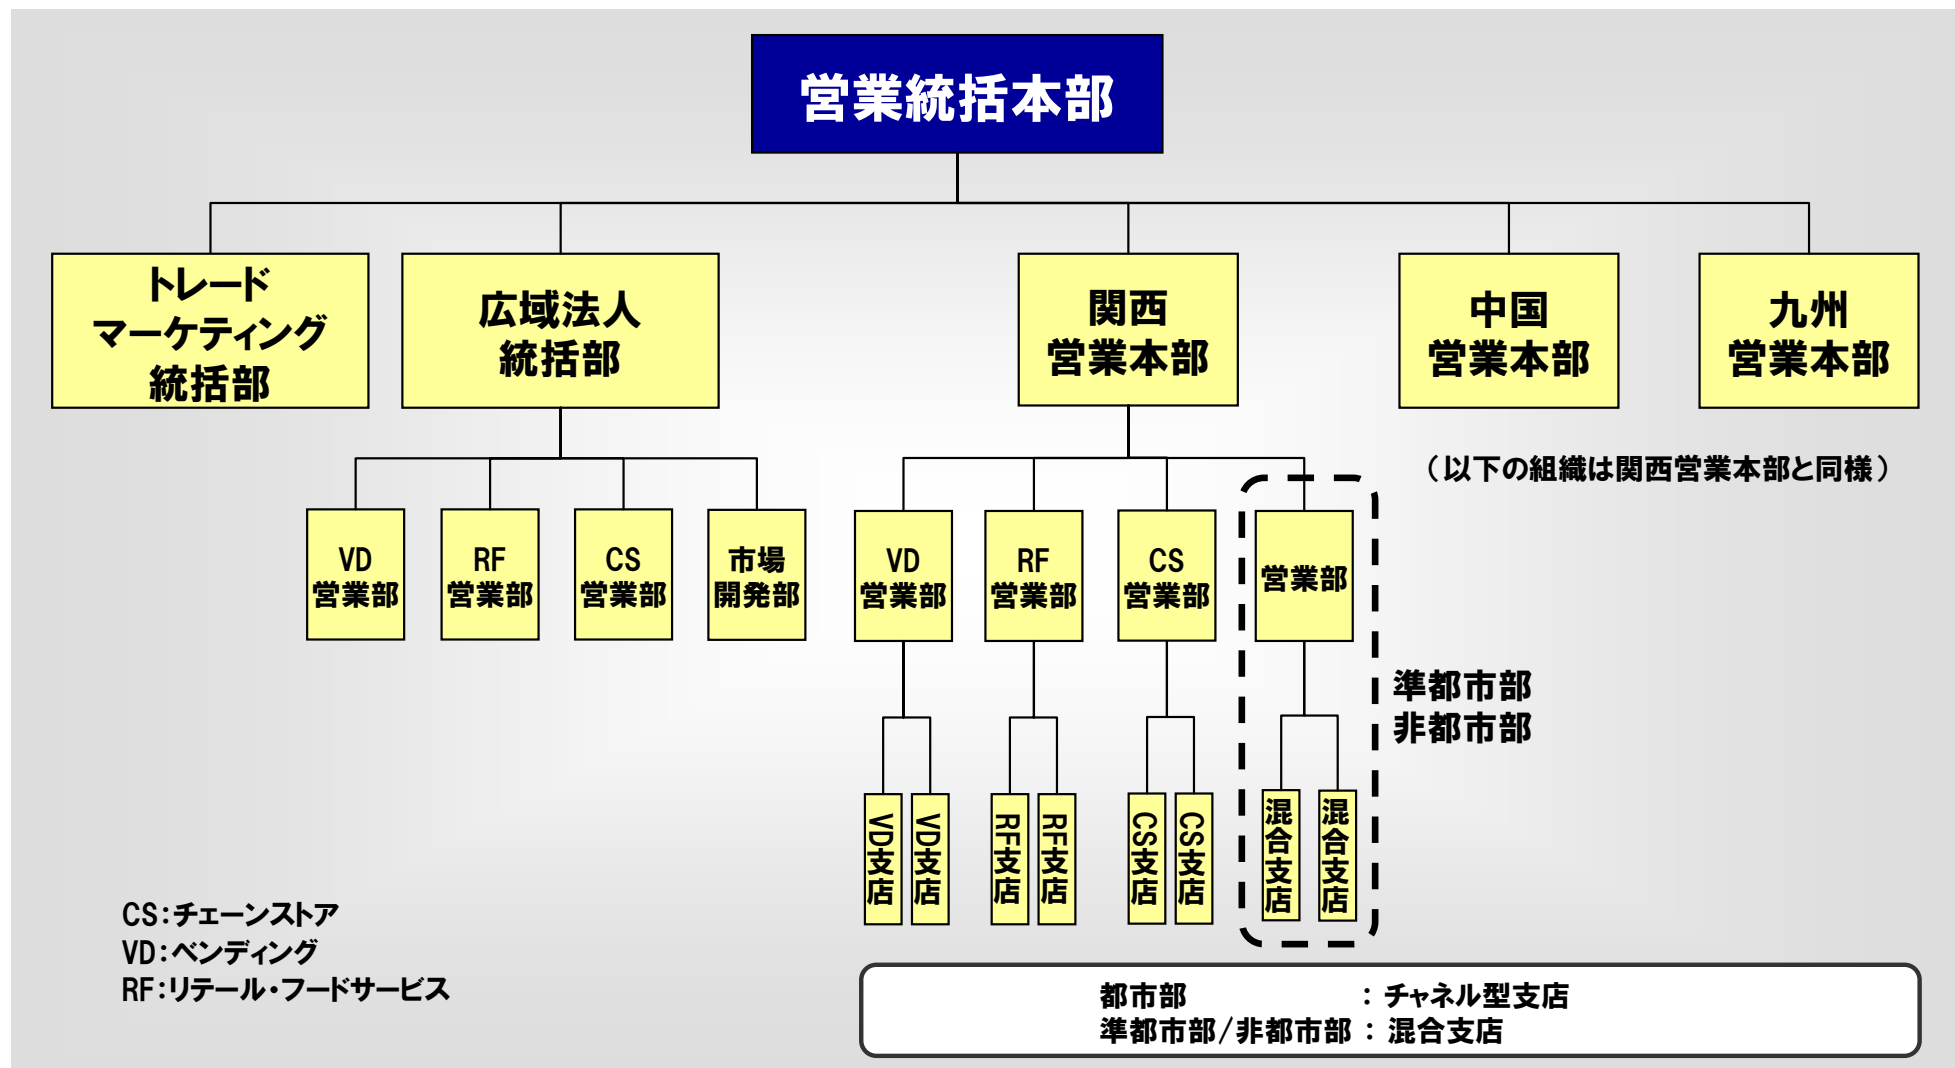 営業統括本部
トレード
マーケティング
統括部
広域法人
統括部
関西
営業本部
中国
営業本部
九州
営業本部
（以下の組織は関西営業本部と同様）
VD
営業部
RF
営業部
CS
営業部
市場
開発部
VD
営業部
RF
営業部
CS
営業部
営業部
準都市部
非都市部
VD支店
VD支店
RF支店
RF支店
CS支店
CS支店
混合支店
混合支店
CS：チェーンストア
VD：ベンディング
RF：リテール・フードサービス
都市部 ： チャネル型支店
準都市部/非都市部 ： 混合支店